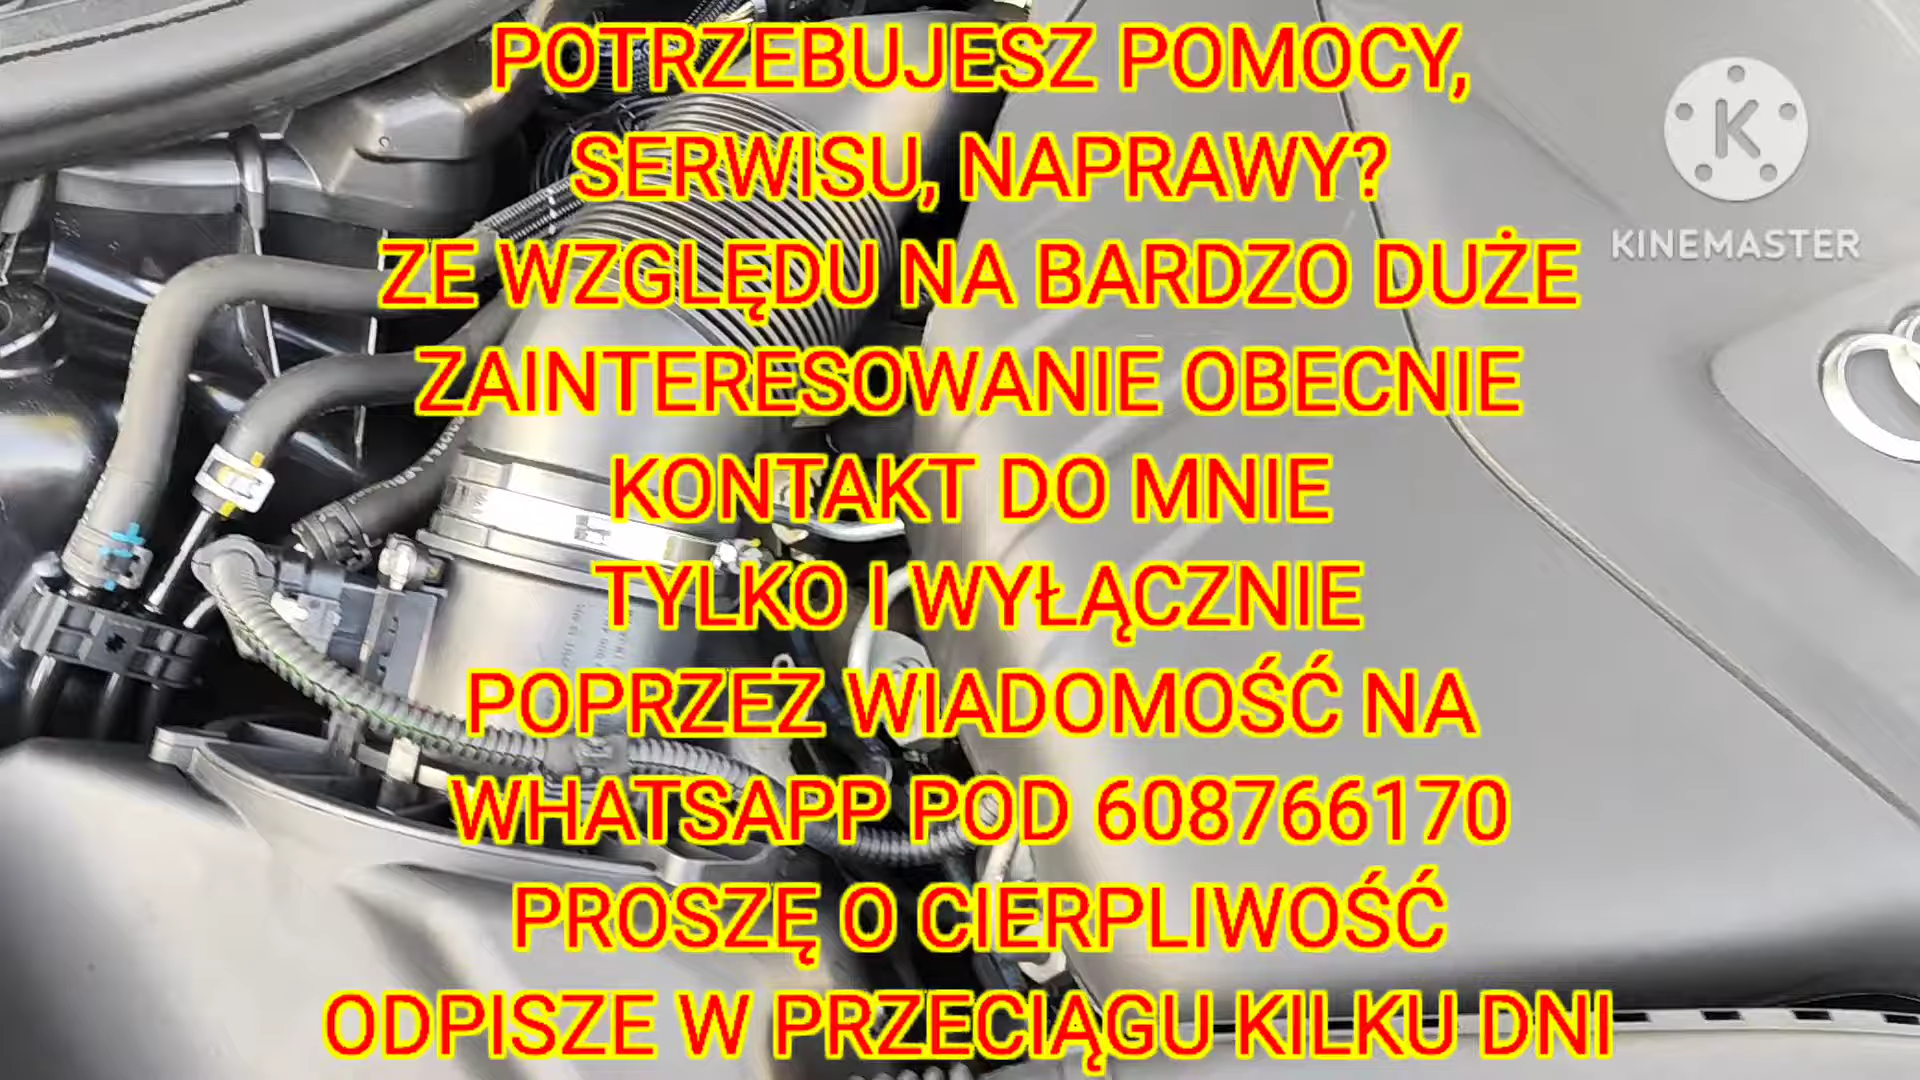 POTRZEBUJESZ POMOCY,
SERWISU, NAPRAWY?
ZE WZGLĘDU NA BARDZO DUŻE
ZAINTERESOWANIE OBECNIE
KONTAKT DO MNIE
TYLKO I WYŁĄCZNIE
POPRZEZ WIADOMOŚĆ NA
WHATSAPP POD 608766170
PROSZĘ O CIERPLIWOŚĆ
ODPISZE W PRZECIĄGU KILKU DNI
K
KINEMASTER